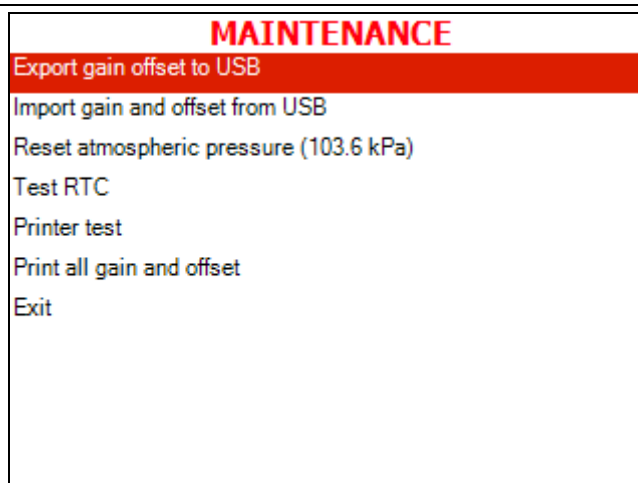 MAINTENANCE
Export gain offset to USB
Import gain and offset from USB
Reset atmospheric pressure (103.6 kPa)
Test RTC
Printer test
Print all gain and offset
Exit